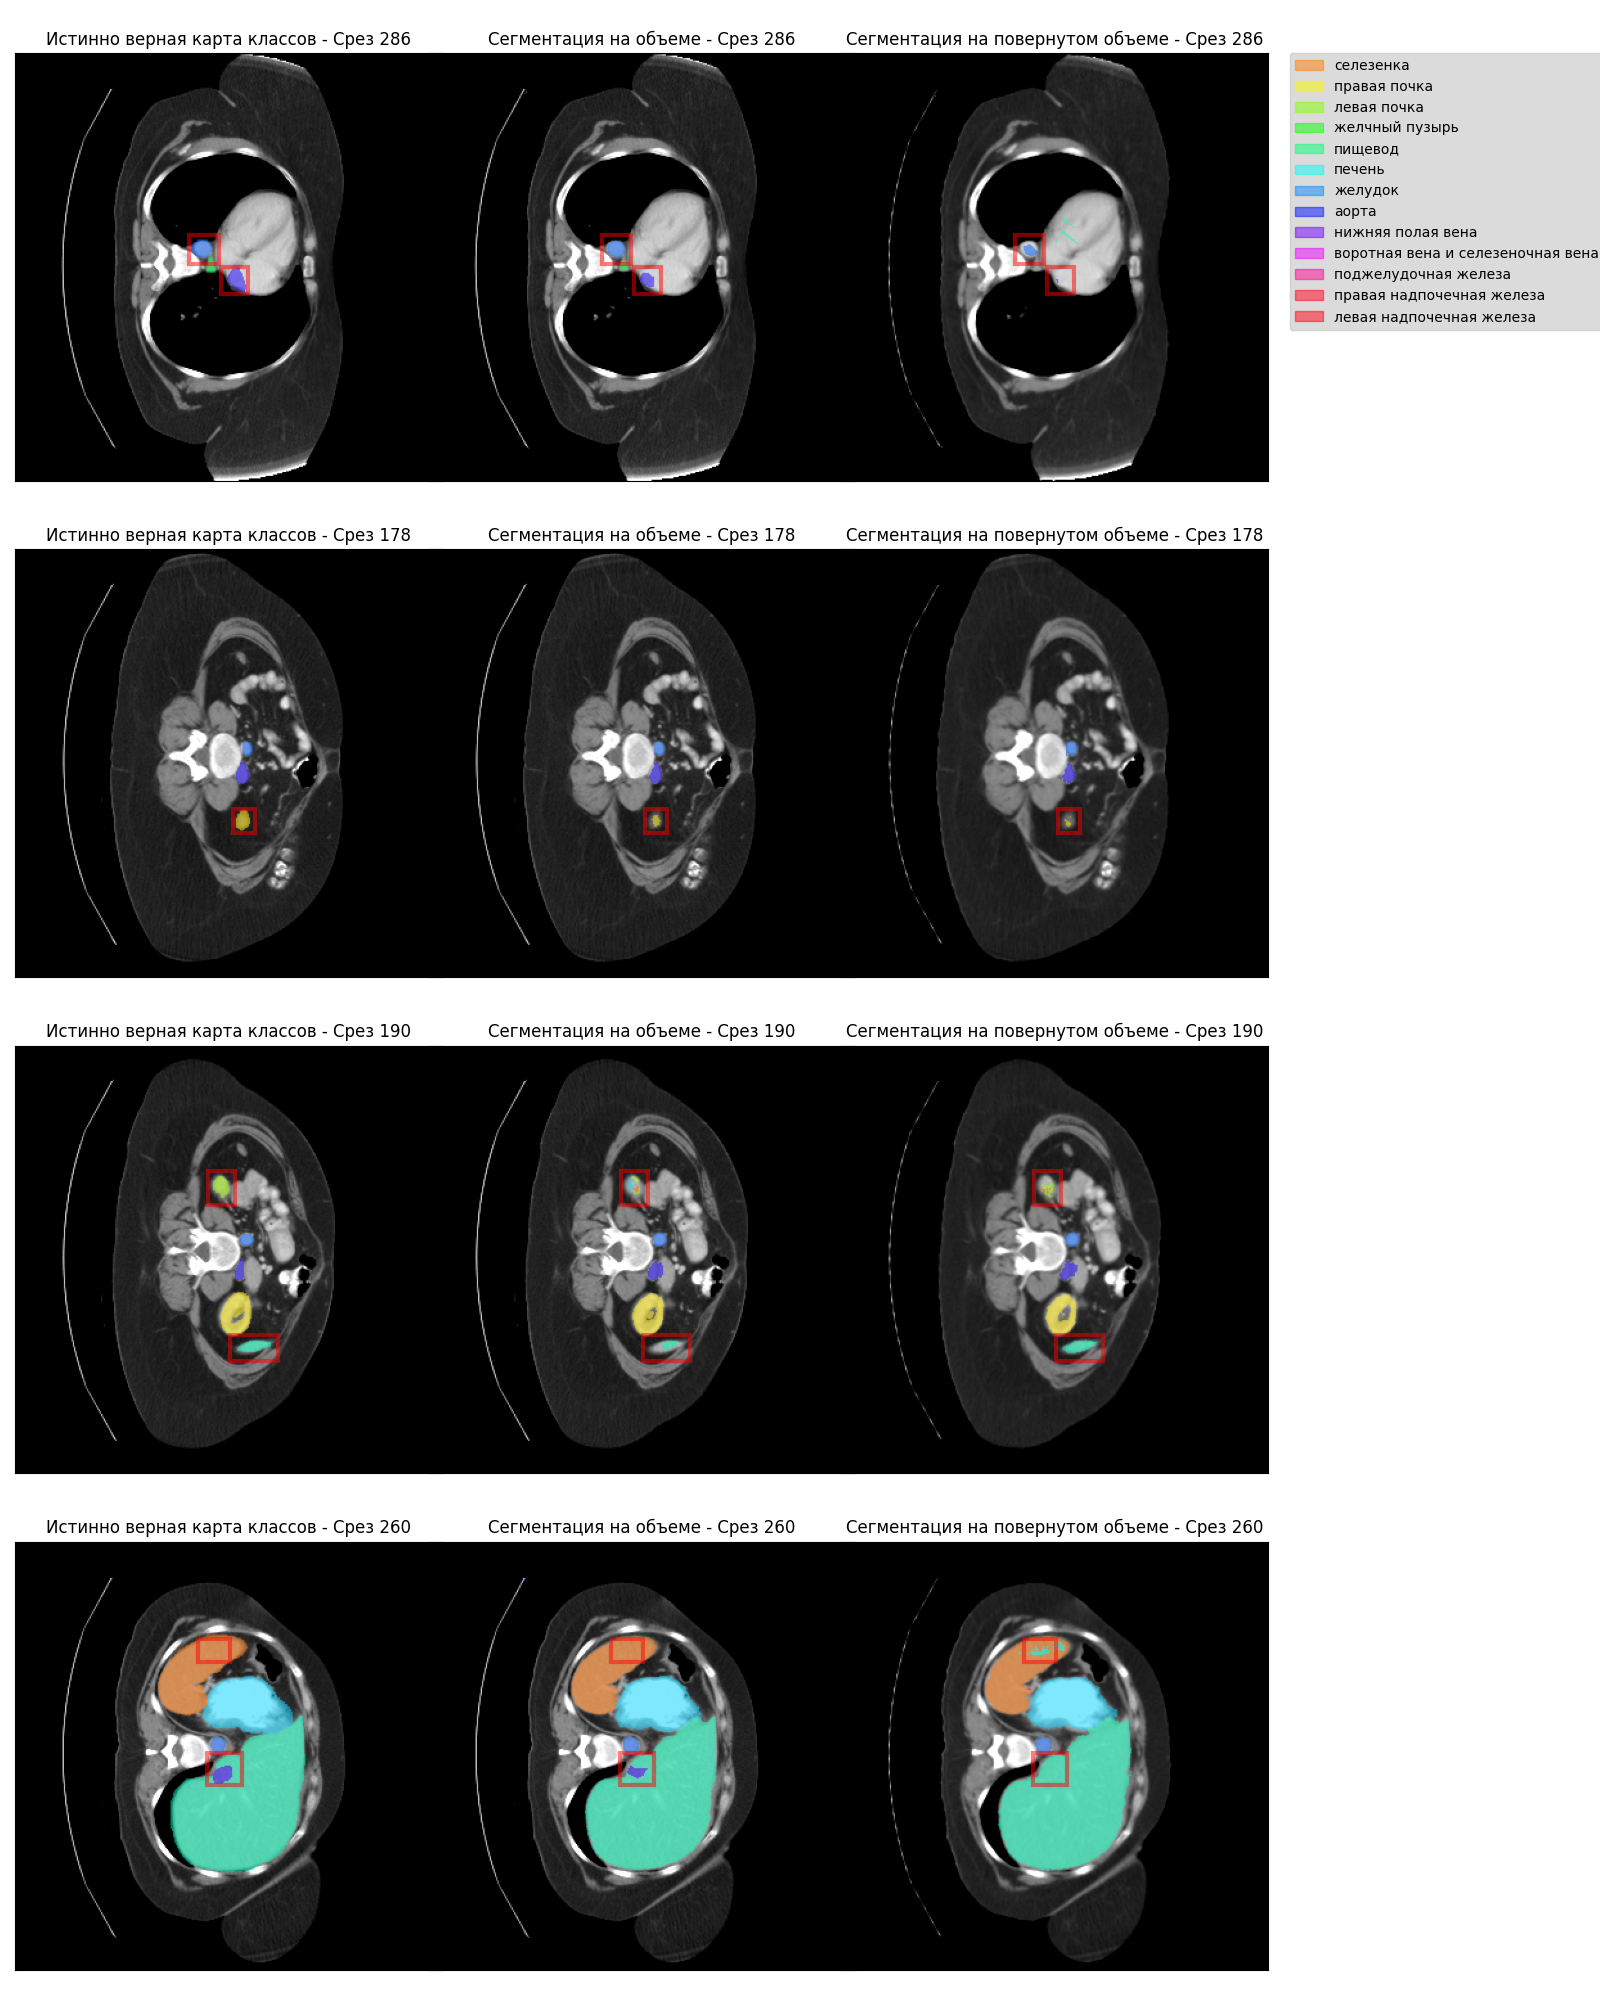 Истинно верная карта классов - Срез 286
Сегментация на объеме - Срез 286
Сегментация на повернутом объеме - Срез 286
селезенка
правая почка
левая почка
желчный пузырь
пищевод
печень
желудок
аорта
нижняя полая вена
воротная вена и селезеночная вена
поджелудочная железа
правая надпочечная железа
левая надпочечная железа
Истинно верная карта классов - Срез 178
Сегментация на объеме - Срез 178
Сегментация на повернутом объеме - Срез 178
Истинно верная карта классов - Срез 190
Сегментация на объеме - Срез 190
Сегментация на повернутом объеме - Срез 190
Истинно верная карта классов - Срез 260
Сегментация на объеме - Срез 260
Сегментация на повернутом объеме - Срез 260